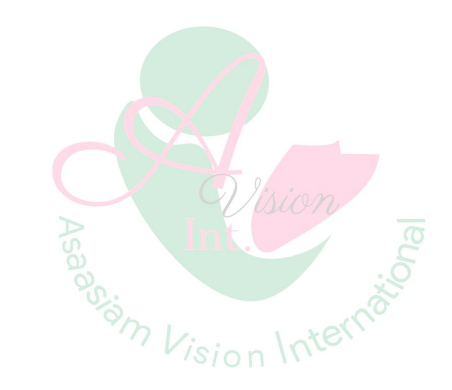 A
Vision
Int.
Asaasiam Vision International